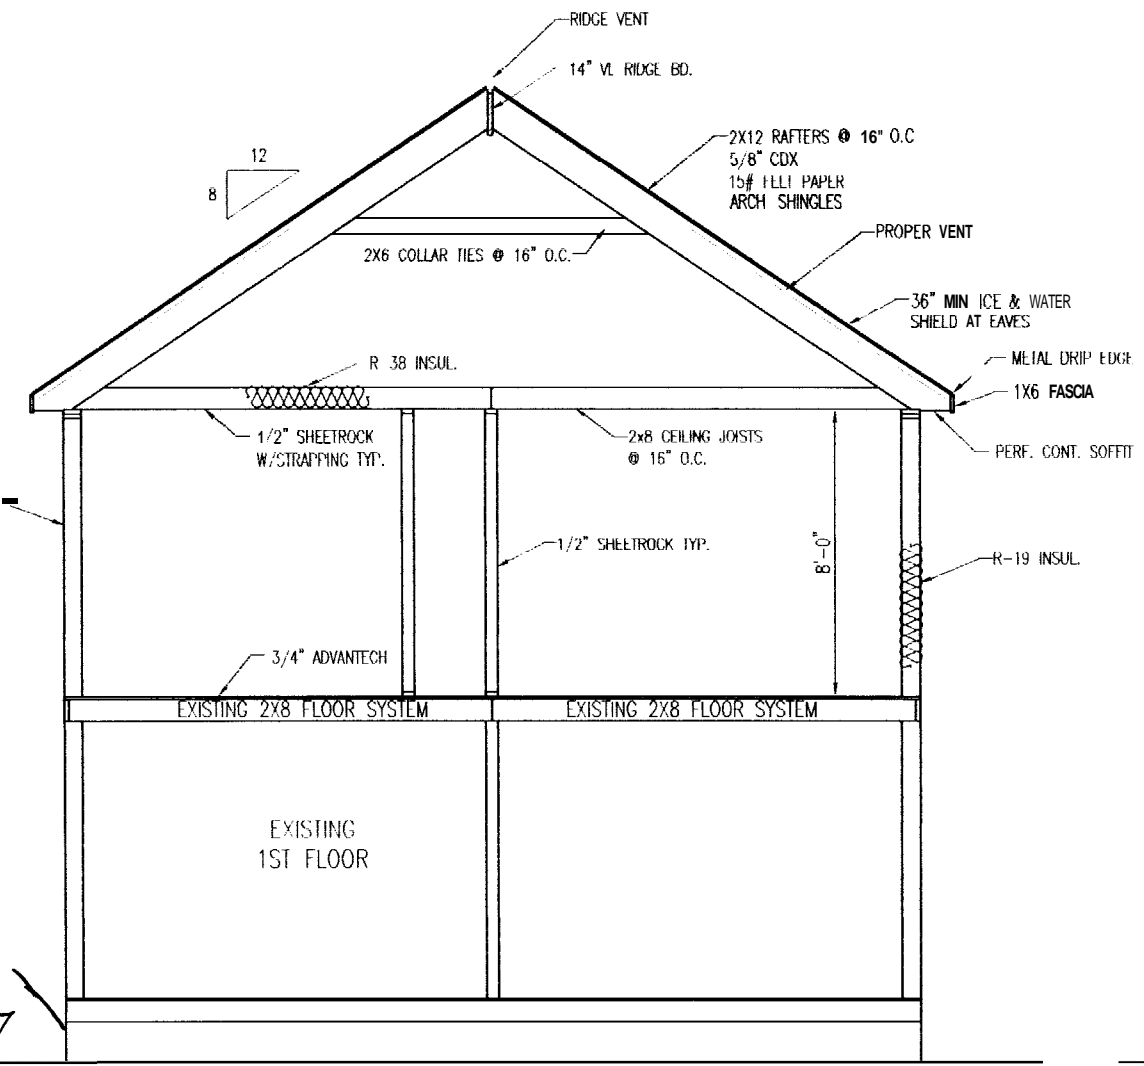 RIDGE VENT
14" VL RIDGE BD.
2X12 RAFTERS @ 16" O.C
5/8" CDX
15# FELT PAPER
ARCH SHINGLES
12
8
PROPER VENT
2X6 COLLAR TIES @ 16" O.C.
36" MIN ICE & WATER
SHIELD AT EAVES
R 38 INSUL.
METAL DRIP EDGE
1X6 FASCIA
1/2" SHEETROCK
W/STRAPPING TYP.
2x8 CEILING JOISTS
@ 16" O.C.
PERF. CONT. SOFFIT
1/2" SHEETROCK TYP.
8'-0"
R-19 INSUL.
3/4" ADVANTECH
EXISTING 2X8 FLOOR SYSTEM
EXISTING 2X8 FLOOR SYSTEM
EXISTING
1ST FLOOR